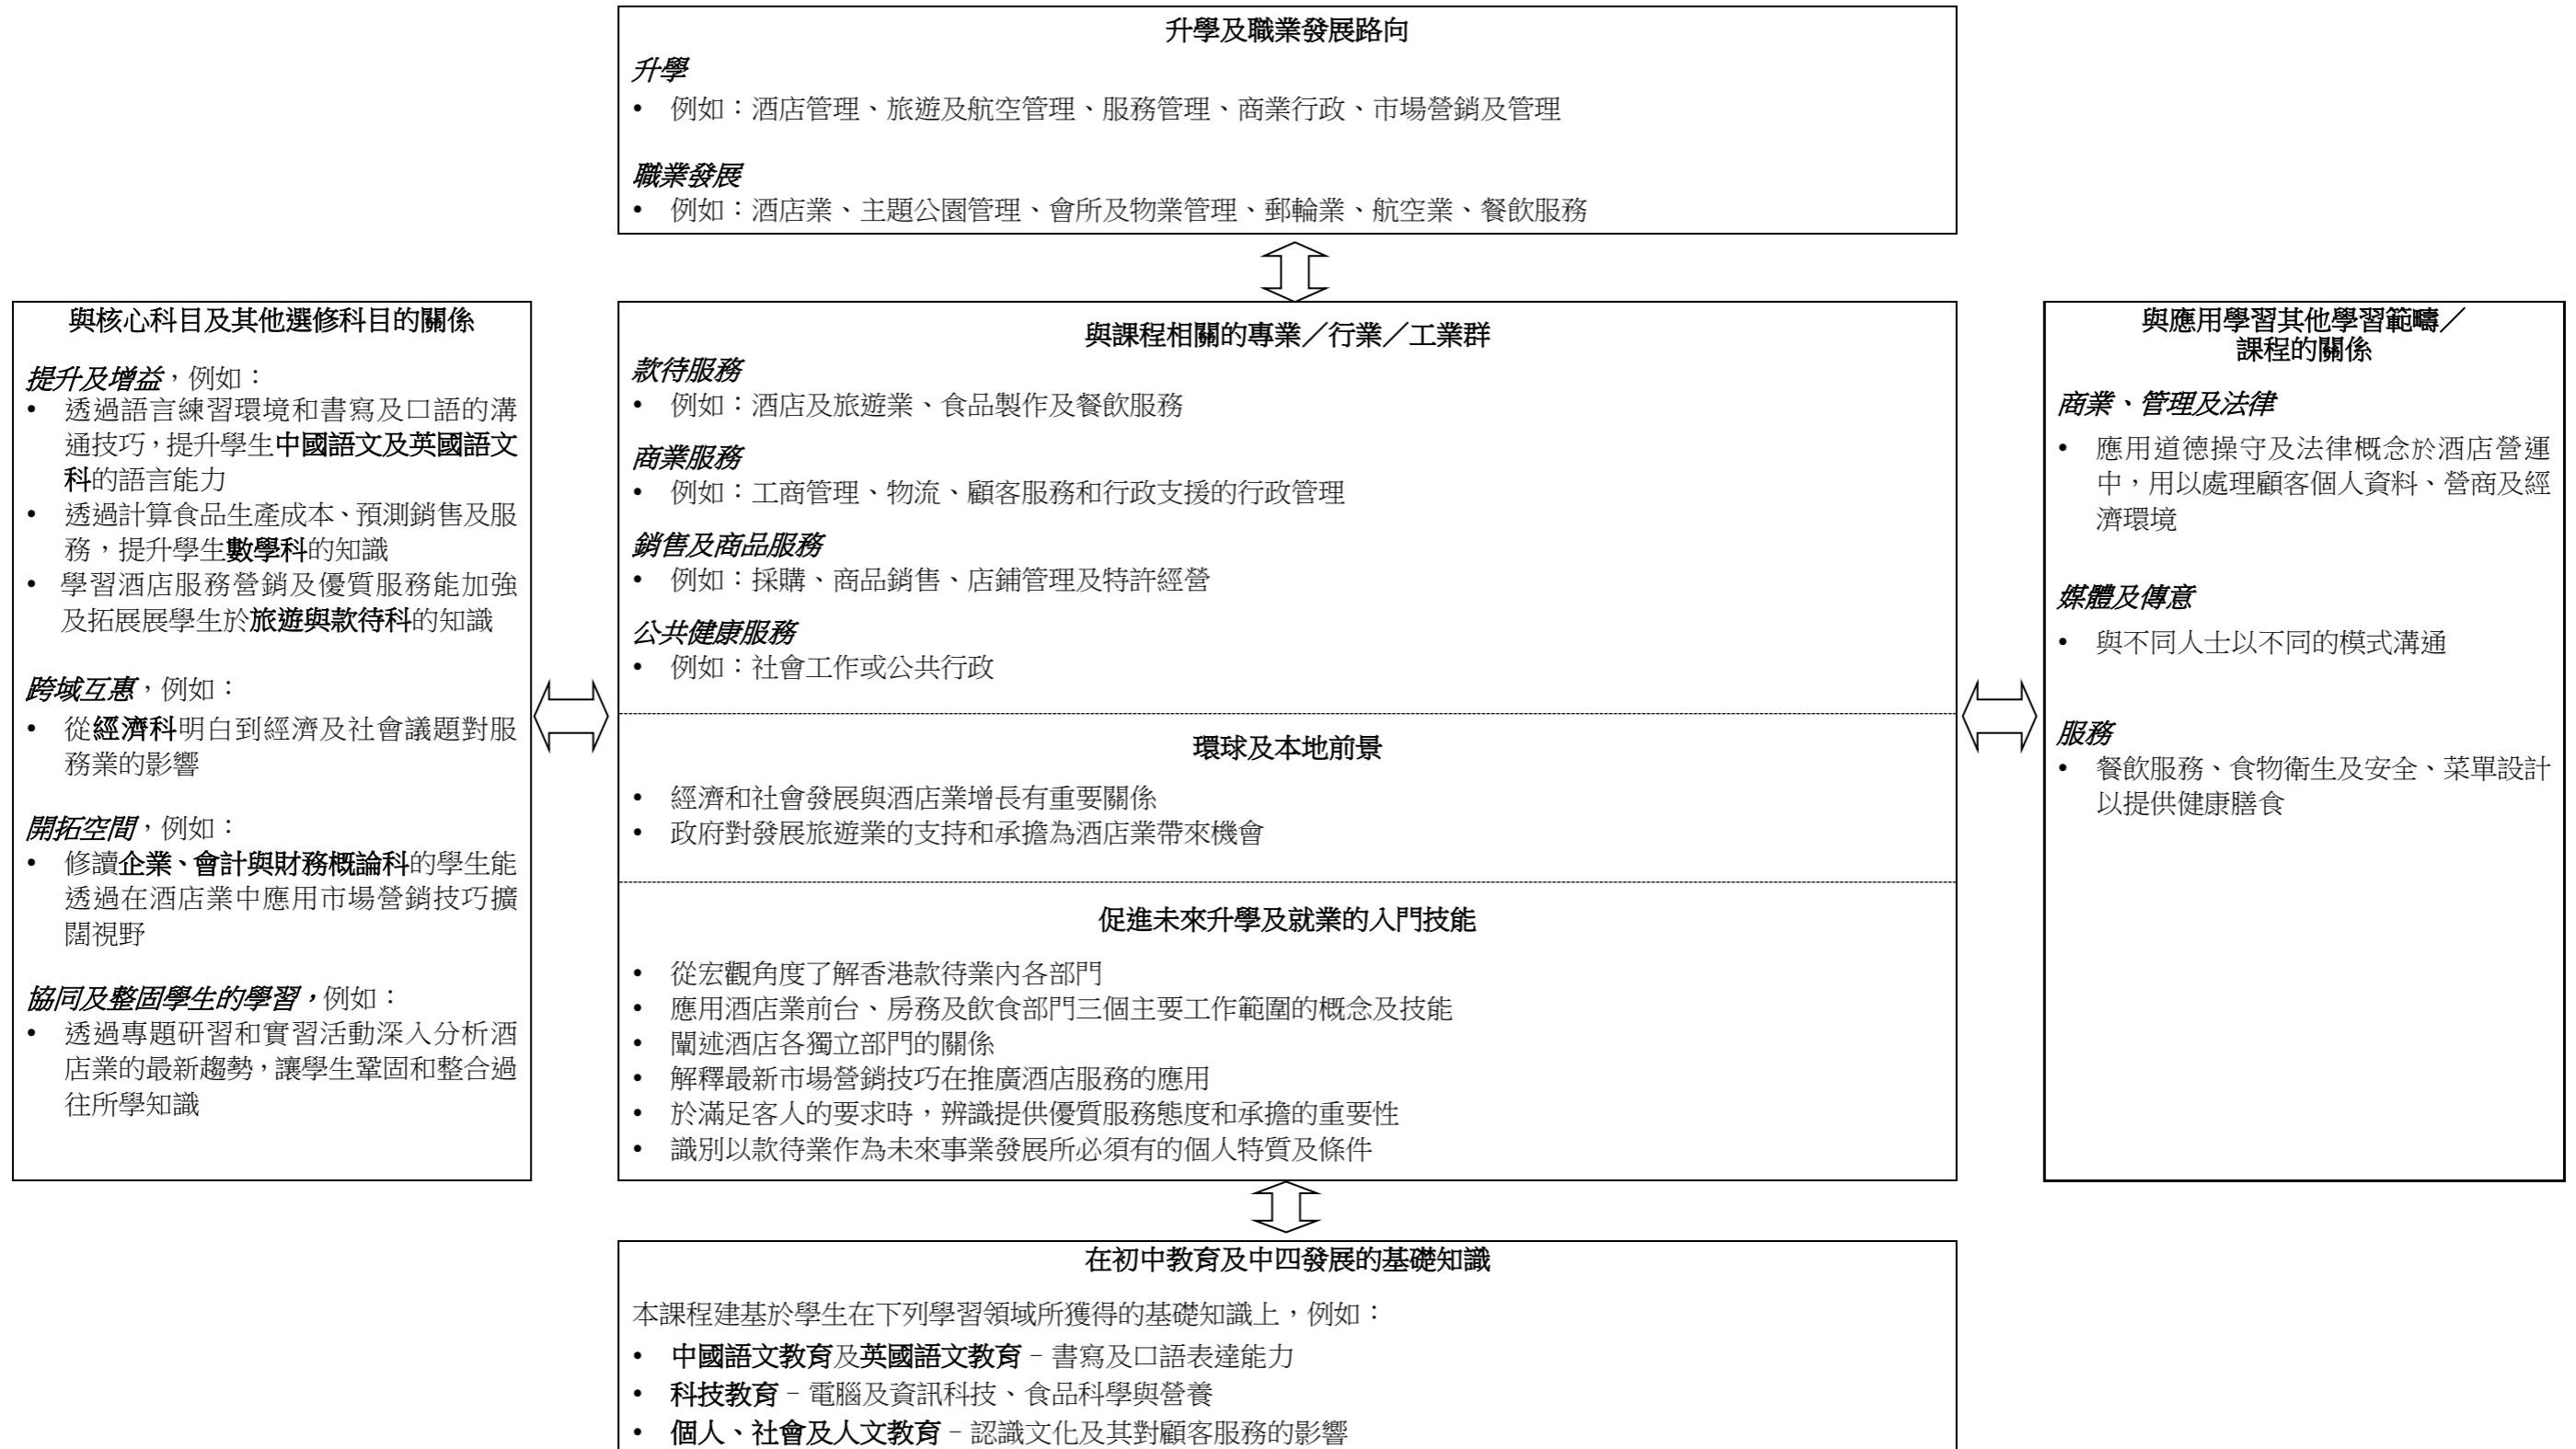 升學及職業發展路向
升學
• 例如：酒店管理、旅遊及航空管理、服務管理、商業行政、市場營銷及管理
職業發展
• 例如：酒店業、主題公園管理、會所及物業管理、郵輪業、航空業、餐飲服務
與核心科目及其他選修科目的關係
提升及增益，例如：
• 透過語言練習環境和書寫及口語的溝
通技巧，提升學生中國語文及英國語文
科的語言能力
• 透過計算食品生產成本、預測銷售及服
務，提升學生數學科的知識
• 學習酒店服務營銷及優質服務能加強
及拓展展學生於旅遊與款待科的知識
跨域互惠，例如：
• 從經濟科明白到經濟及社會議題對服
務業的影響
開拓空間，例如：
• 修讀企業、會計與財務概論科的學生能
透過在酒店業中應用市場營銷技巧擴
闊視野
協同及整固學生的學習，例如：
• 透過專題研習和實習活動深入分析酒
店業的最新趨勢，讓學生鞏固和整合過
往所學知識
與課程相關的專業／行業／工業群
款待服務
• 例如：酒店及旅遊業、食品製作及餐飲服務
商業服務
• 例如：工商管理、物流、顧客服務和行政支援的行政管理
銷售及商品服務
• 例如：採購、商品銷售、店鋪管理及特許經營
公共健康服務
• 例如：社會工作或公共行政
環球及本地前景
• 經濟和社會發展與酒店業增長有重要關係
• 政府對發展旅遊業的支持和承擔為酒店業帶來機會
促進未來升學及就業的入門技能
• 從宏觀角度了解香港款待業內各部門
• 應用酒店業前台、房務及飲食部門三個主要工作範圍的概念及技能
• 闡述酒店各獨立部門的關係
• 解釋最新市場營銷技巧在推廣酒店服務的應用
• 於滿足客人的要求時，辨識提供優質服務態度和承擔的重要性
• 識別以款待業作為未來事業發展所必須有的個人特質及條件
與應用學習其他學習範疇／
課程的關係
商業、管理及法律
• 應用道德操守及法律概念於酒店營運
中，用以處理顧客個人資料、營商及經
濟環境
媒體及傳意
• 與不同人士以不同的模式溝通
服務
• 餐飲服務、食物衛生及安全、菜單設計
以提供健康膳食
在初中教育及中四發展的基礎知識
本課程建基於學生在下列學習領域所獲得的基礎知識上，例如：
• 中國語文教育及英國語文教育 – 書寫及口語表達能力
• 科技教育 – 電腦及資訊科技、食品科學與營養
• 個人、社會及人文教育 – 認識文化及其對顧客服務的影響